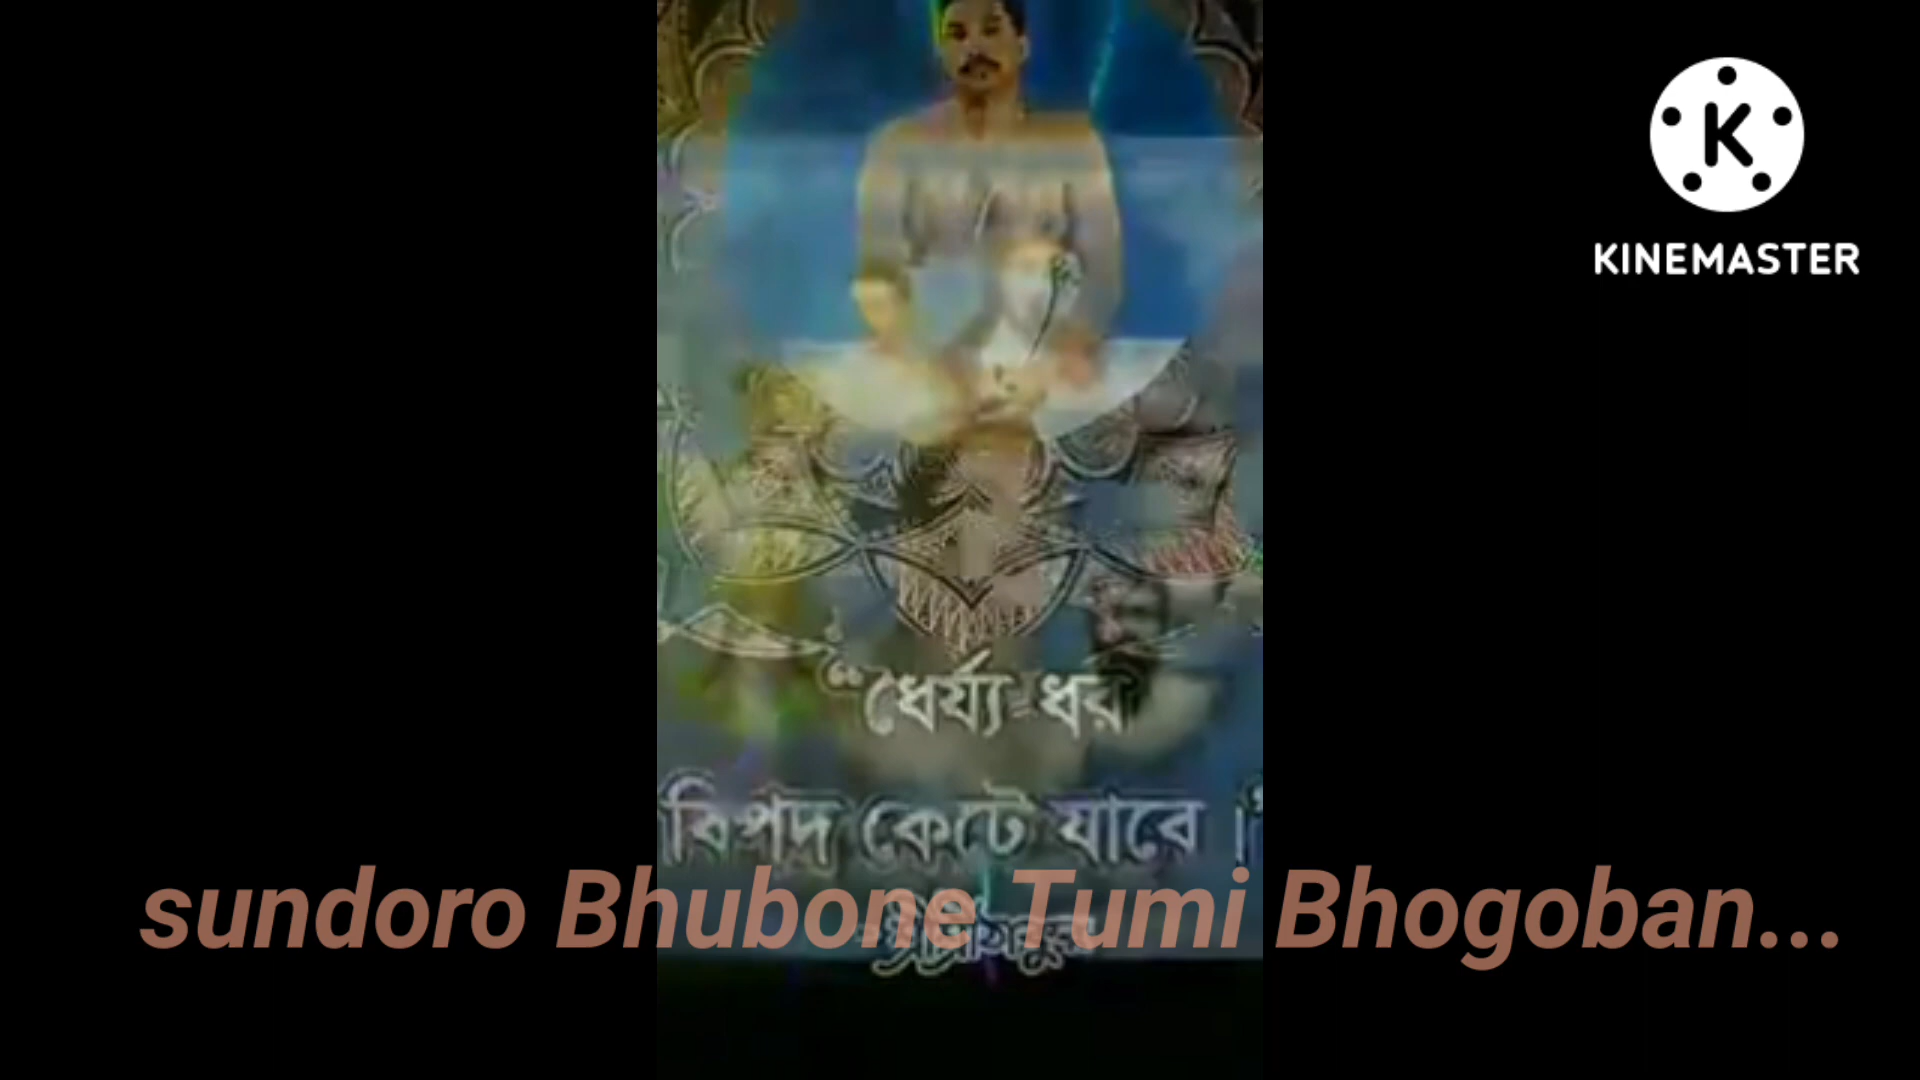 KINEMASTER
“ধৈর্য্য ধর
বিপদ কেটে যাবে ।”
sundoro Bhubone Tumi Bhogoban...
-শ্রীশ্রীঠাকুর